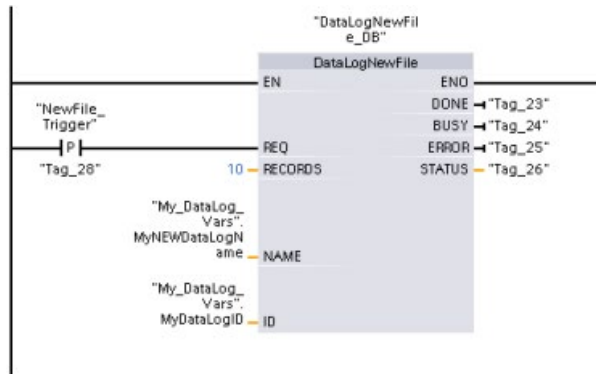 "DataLogNewFil
e_DB"
DataLogNewFile
EN ENO
DONE "Tag_23"
"NewFile_
Trigger"
BUSY "Tag_24"
P REQ ERROR "Tag_25"
"Tag_28" 10 RECORDS STATUS "Tag_26"
"My_DataLog_
Vars".
MyNEWDataLogN
ame NAME
"My_DataLog_
Vars".
MyDataLogID ID